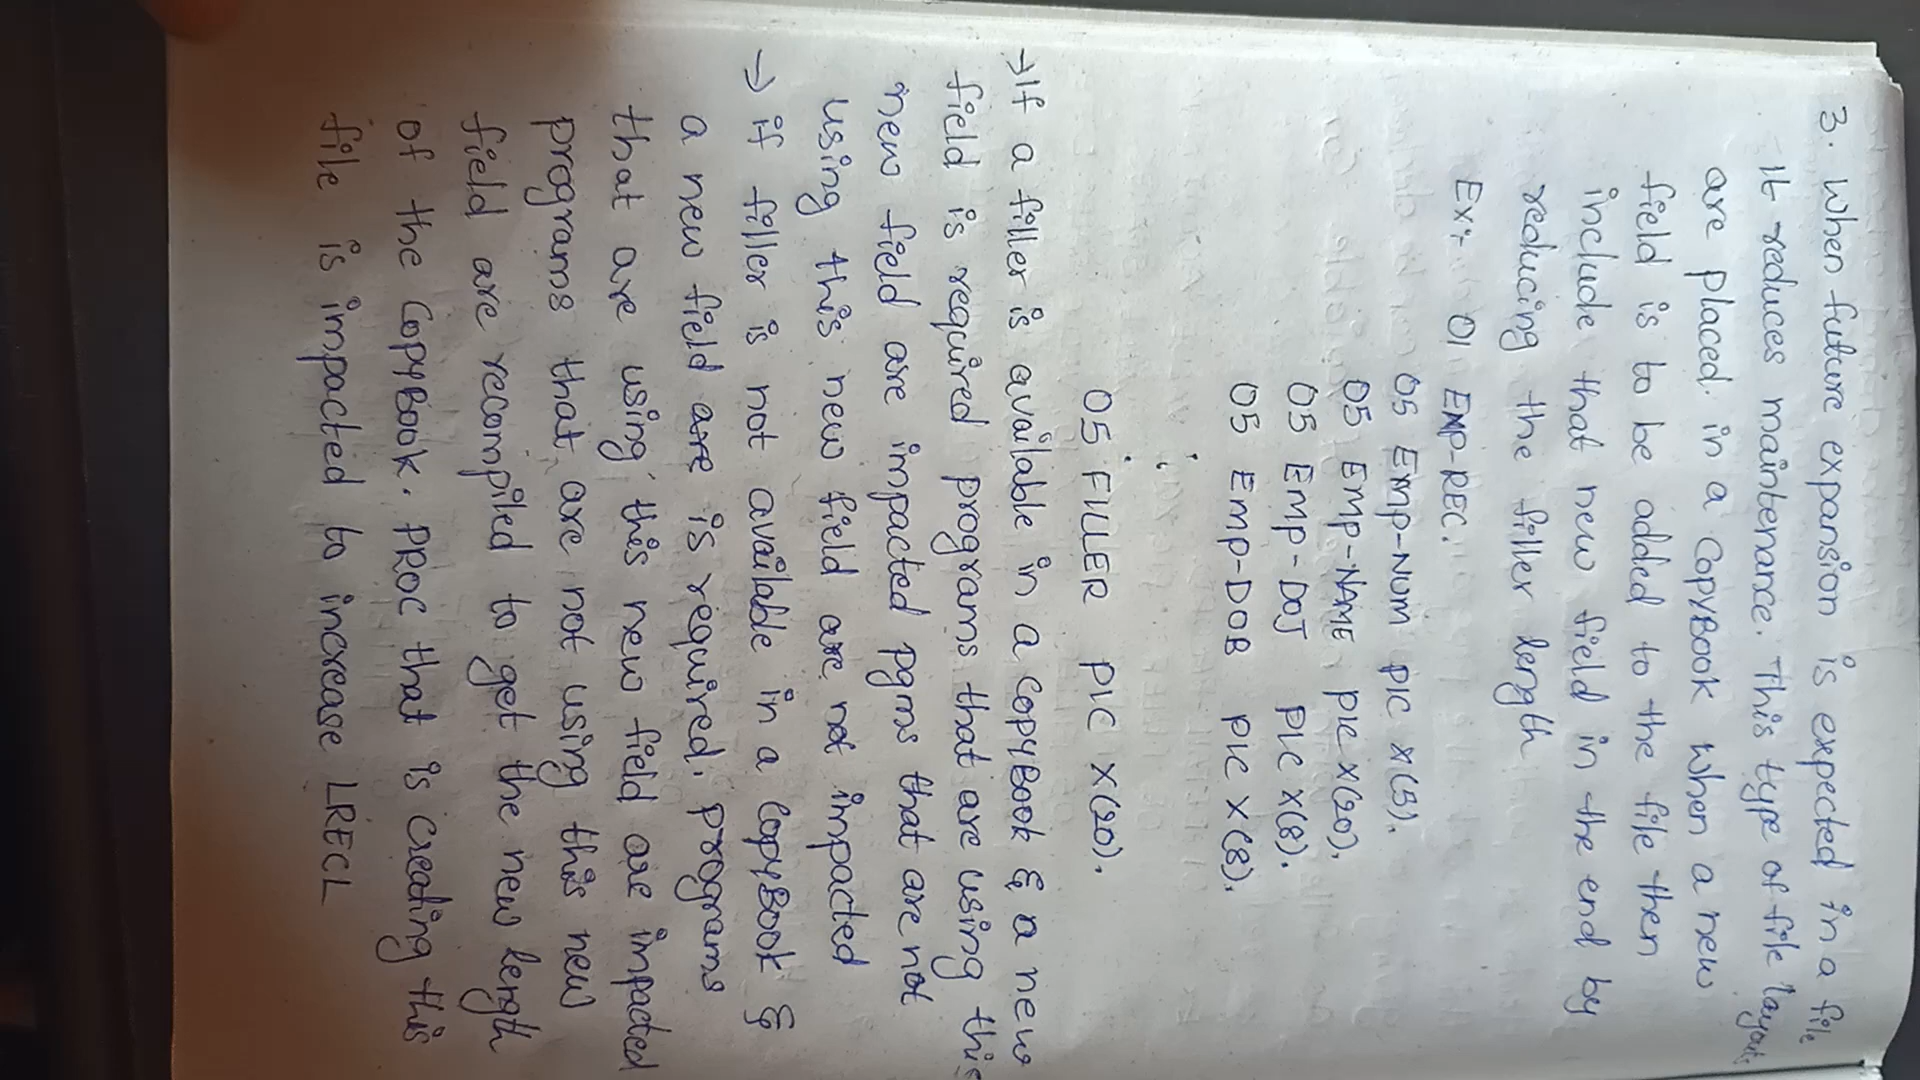 3. When future expansion is expected in a file
It reduces maintenance. This type of file layouts
are placed in a COPYBOOK when a new
field is to be added to the file then
include that new field in the end by
reducing the filler length
Ex:- 01 EMP-REC.
05 EMP-NUM PIC X(5).
05 EMP-NAME PIC X(20).
05 EMP-DOJ PIC X(8).
05 EMP-DOB PIC X(8).
05 FILLER PIC X(20).
→ If a filler is available in a COPYBOOK & a new
field is required programs that are using this
new field are impacted pgms that are not
using this new field are not impacted
→ if filler is not available in a COPYBOOK &
a new field are is required. programs
that are using this new field are impacted
programs that are not using this new
field are recompiled to get the new length
of the COPYBOOK. PROC that is creating this
file is impacted to increase LRECL